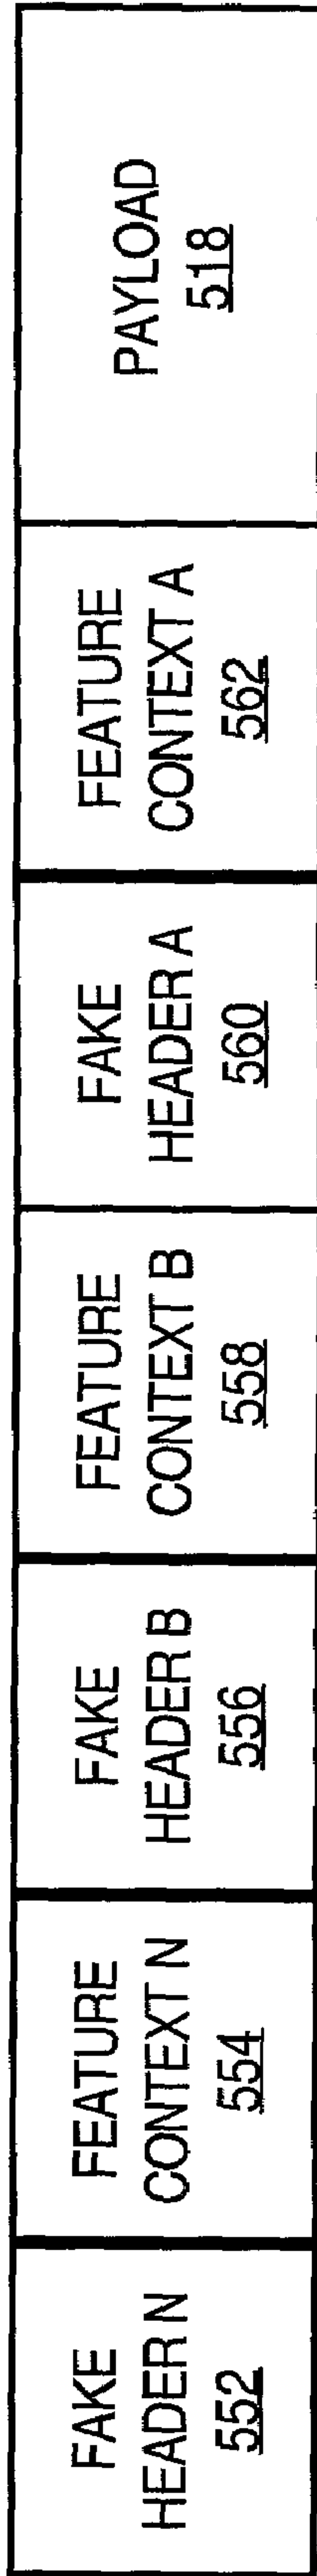 FAKE
HEADER N
552
FEATURE
CONTEXT N
554
FAKE
HEADER B
556
FEATURE
CONTEXT B
558
FAKE
HEADER A
560
FEATURE
CONTEXT A
562
PAYLOAD
518